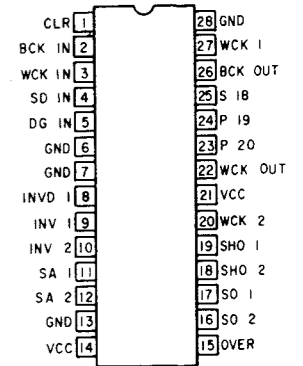 CLR 1
BCK IN 2
WCK IN 3
SD IN 4
DG IN 5
GND 6
GND 7
INVD 1 8
INV 1 9
INV 2 10
SA 1 11
SA 2 12
GND 13
VCC 14
28 GND
27 WCK 1
26 BCK OUT
25 S 18
24 P 19
23 P 20
22 WCK OUT
21 VCC
20 WCK 2
19 SHO 1
18 SHO 2
17 SO 1
16 SO 2
15 OVER